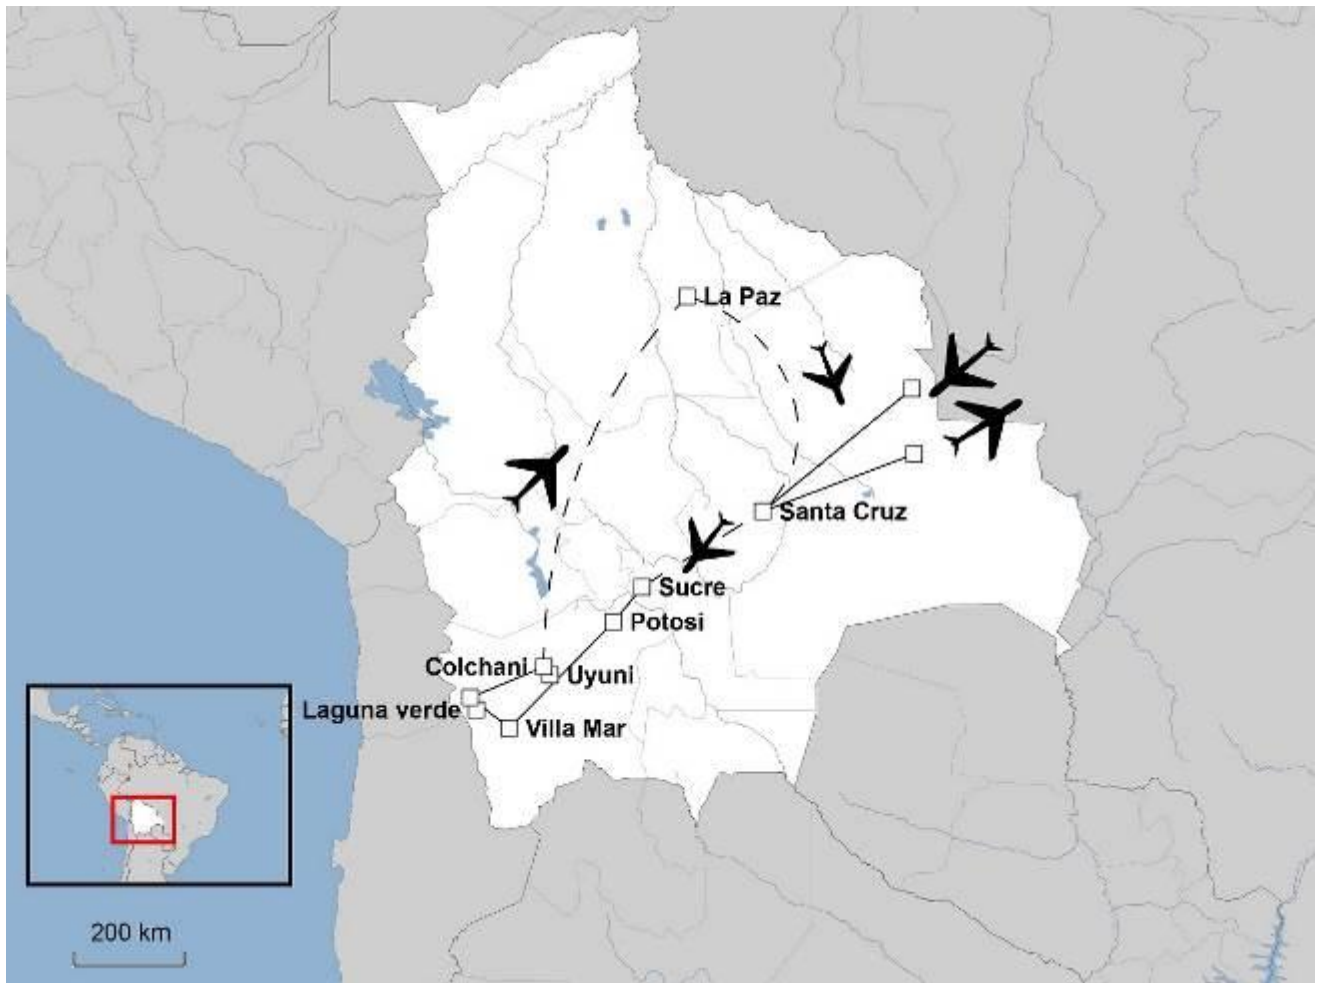 La Paz
Santa Cruz
Sucre
Potosi
Colchani
Uyuni
Laguna verde
Villa Mar
200 km